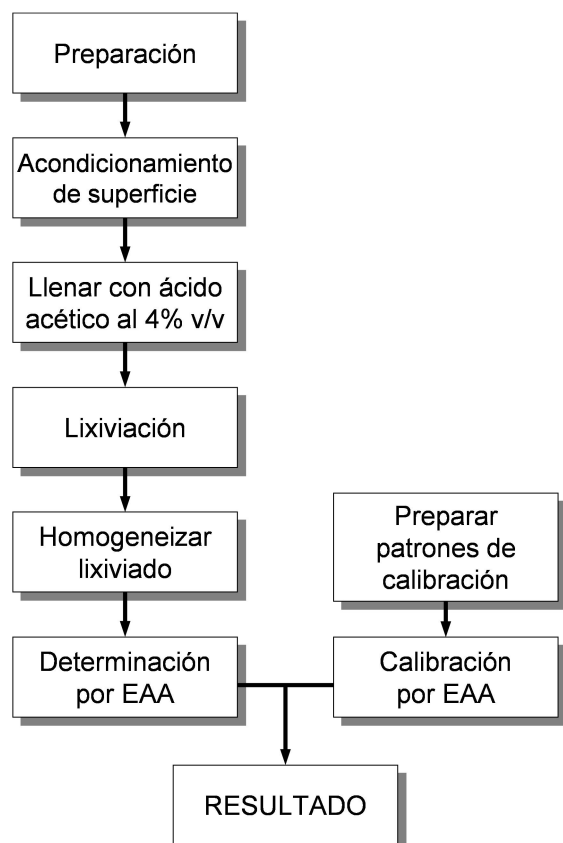 Preparación
Acondicionamiento
de superficie
Llenar con ácido
acético al 4% v/v
Lixiviación
Homogeneizar
lixiviado
Preparar
patrones de
calibración
Determinación
por EAA
Calibración
por EAA
RESULTADO